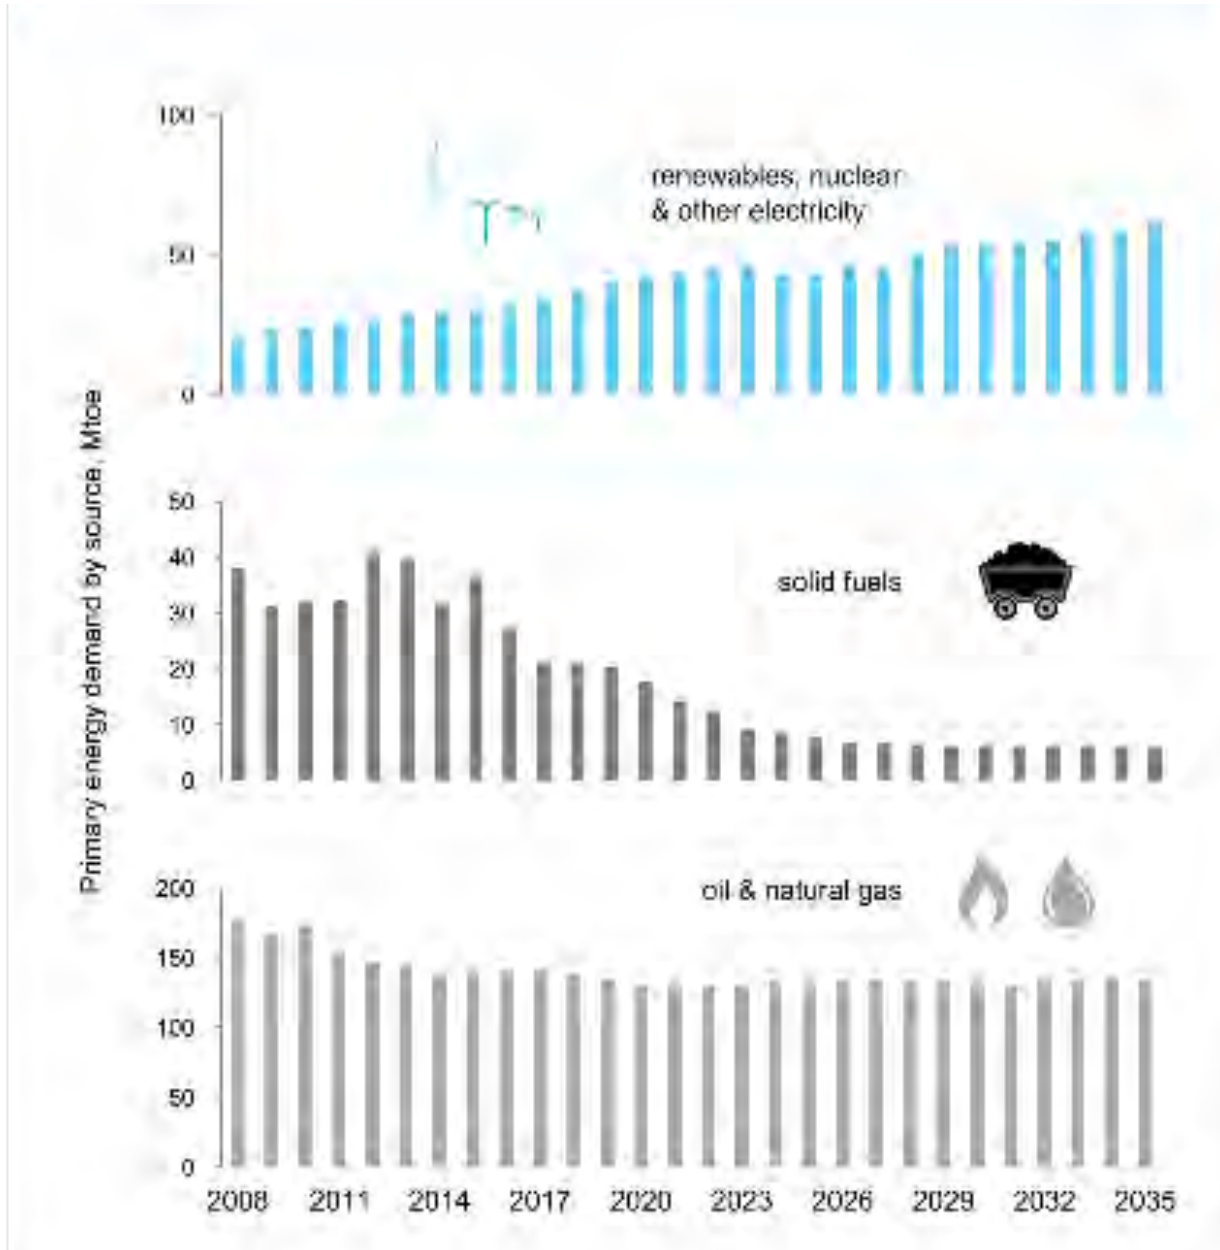 100
renewables, nuclear
& other electricity
50
0
Primary energy demand by source, Mtoe
50
40
solid fuels
30
20
10
0
200
oil & natural gas
150
100
50
0
2008 2011 2014 2017 2020 2023 2026 2029 2032 2035